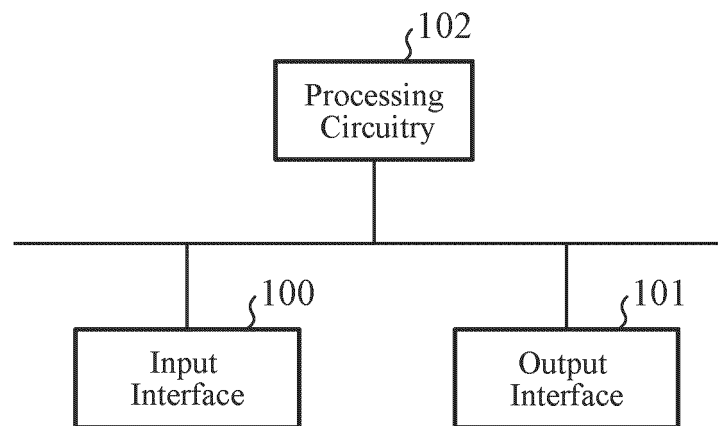 102
Processing
Circuitry
100
101
Input
Interface
Output
Interface